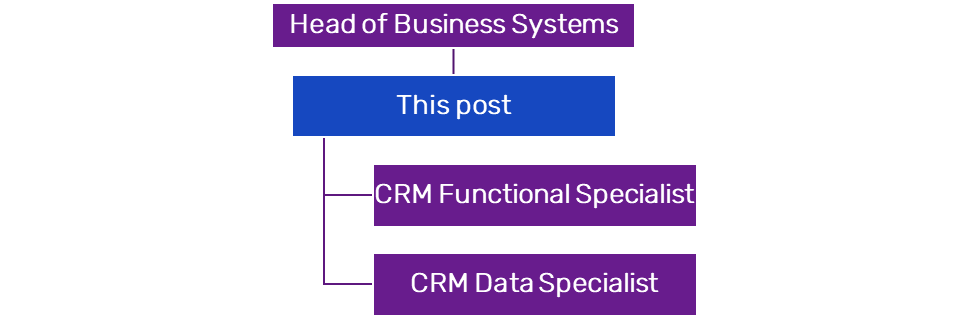 Head of Business Systems
This post
CRM Functional Specialist
CRM Data Specialist